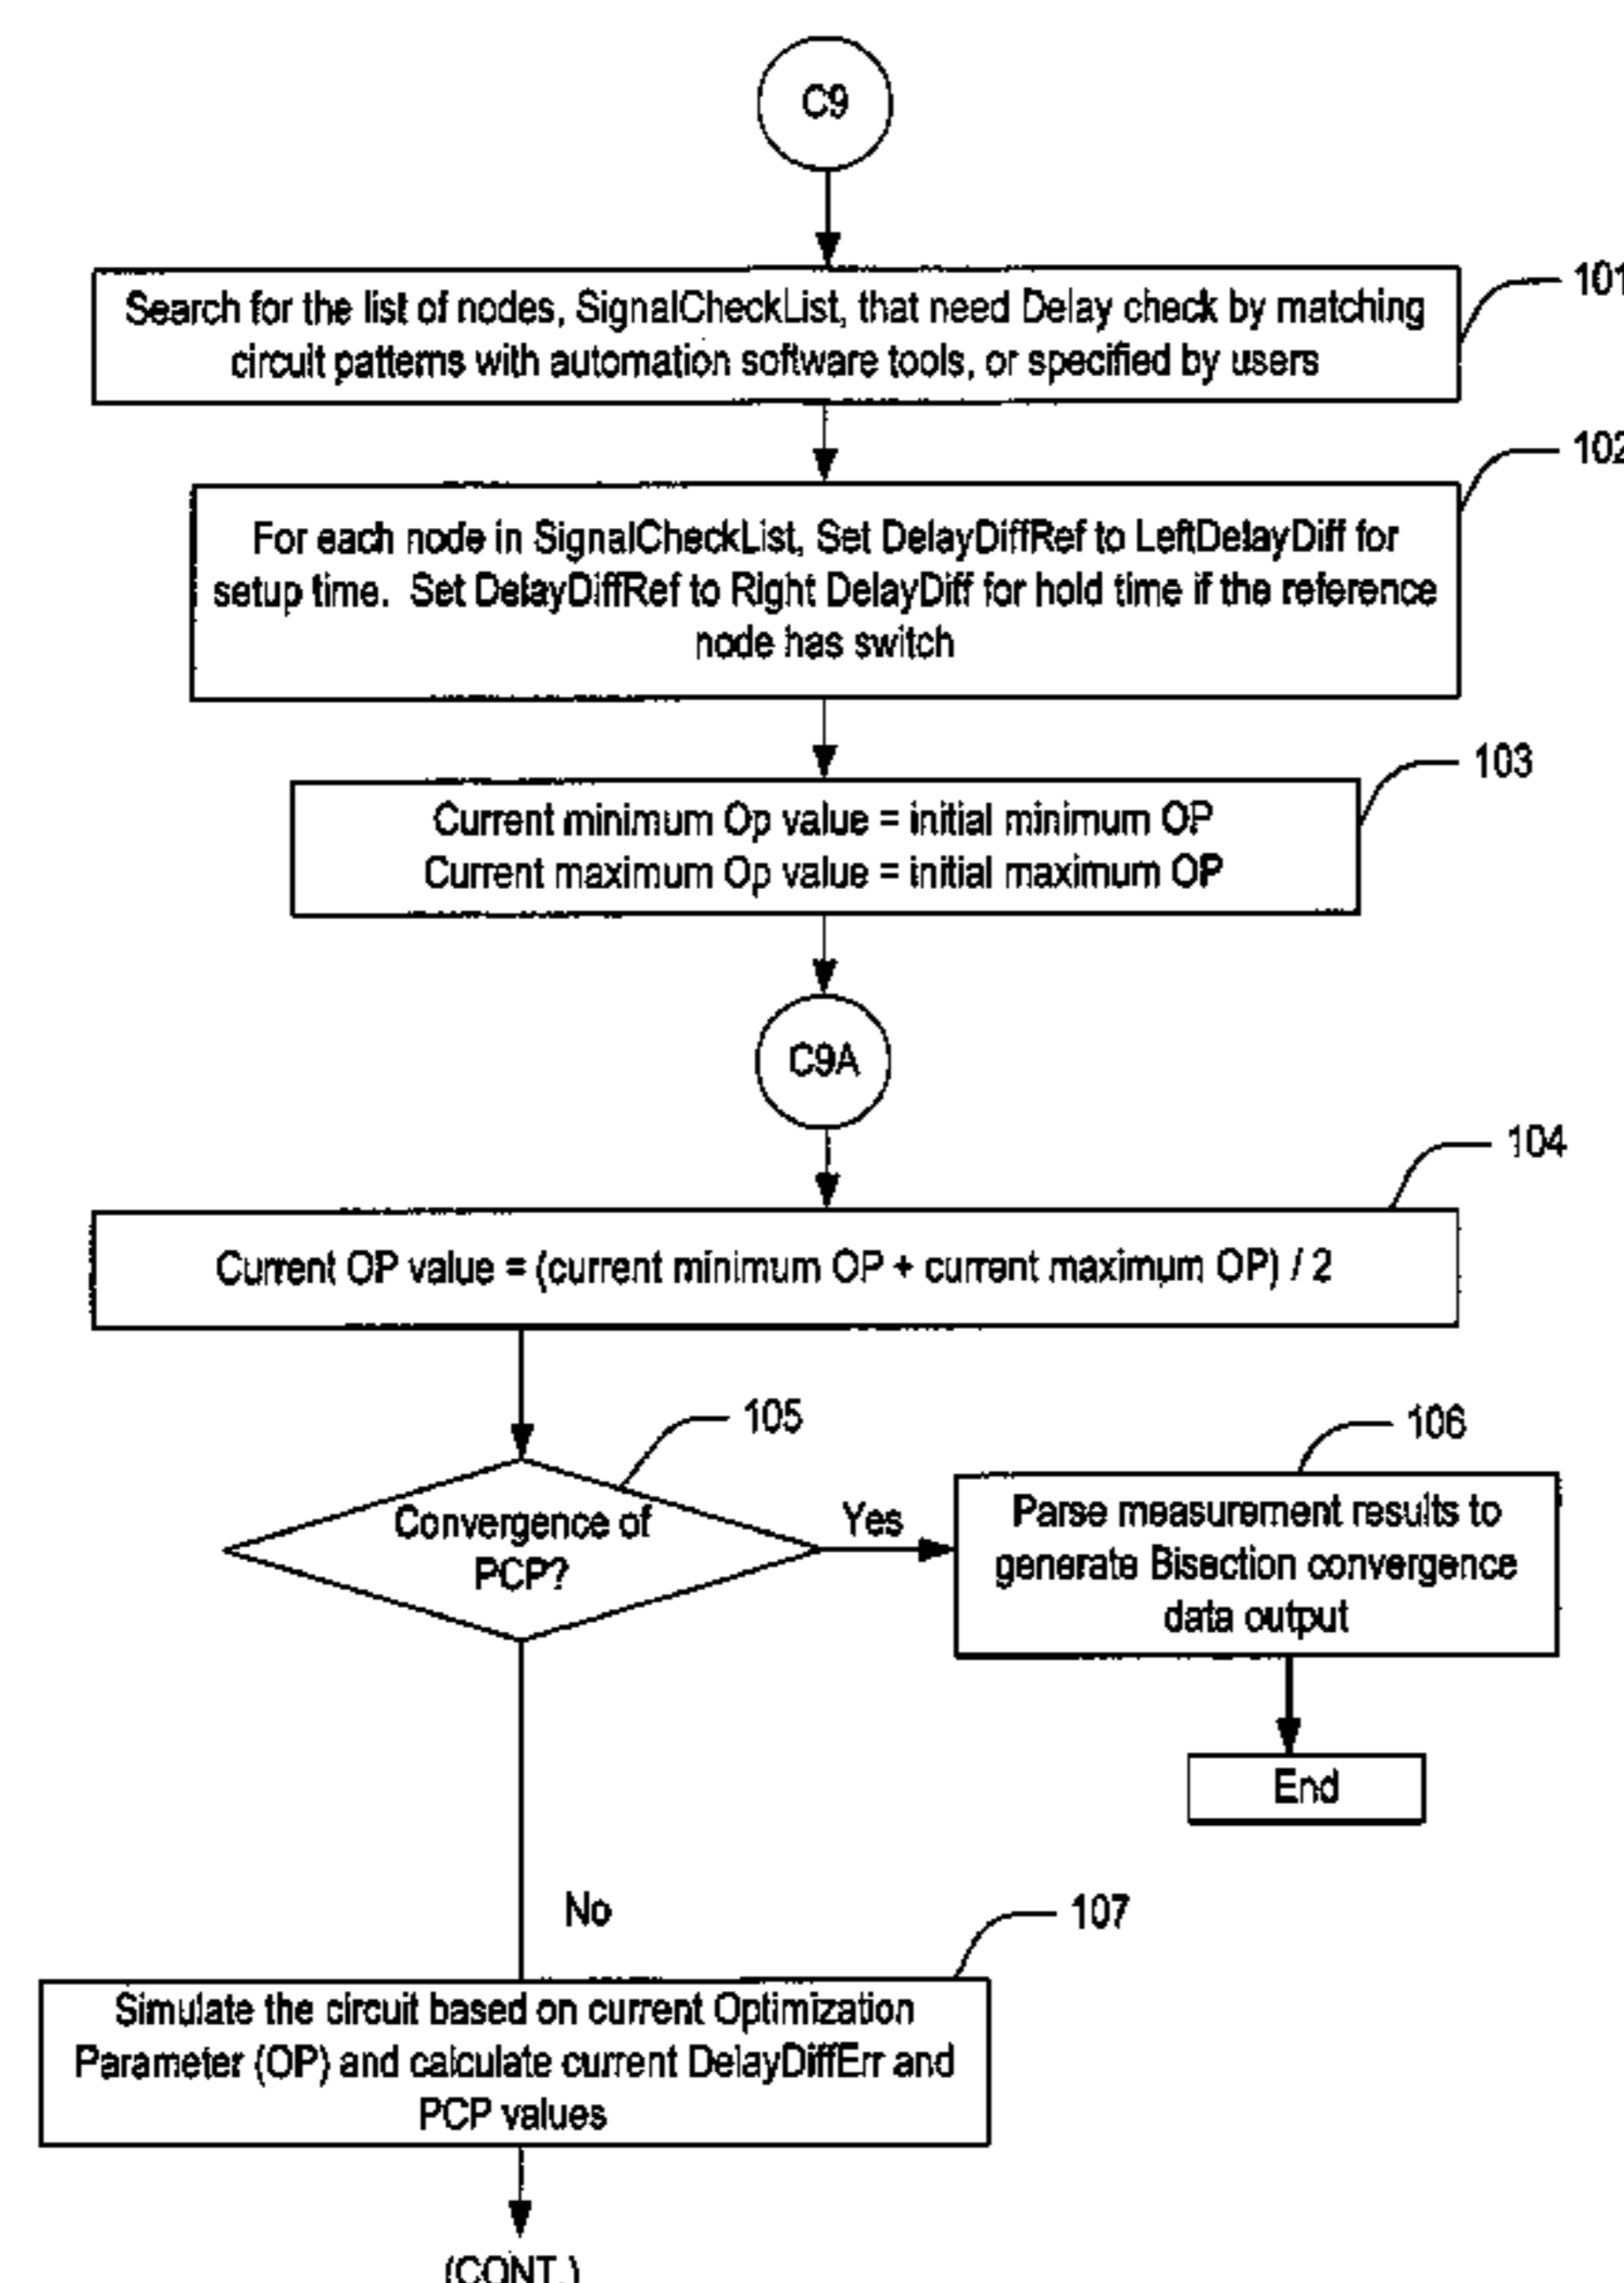 C9
101
Search for the list of nodes, SignalCheckList, that need Delay check by matching
circuit patterns with automation software tools, or specified by users
102
For each node in SignalCheckList, Set DelayDiffRef to LeftDelayDiff for
setup time. Set DelayDiffRef to Right DelayDiff for hold time if the reference
node has switch
103
Current minimum Op value = initial minimum OP
Current maximum Op value = initial maximum OP
C9A
104
Current OP value = (current minimum OP + current maximum OP) / 2
105
Convergence of
PCP?
Yes
106
Parse measurement results to
generate Bisection convergence
data output
End
No
107
Simulate the circuit based on current Optimization
Parameter (OP) and calculate current DelayDiffErr and
PCP values
(CONT.)